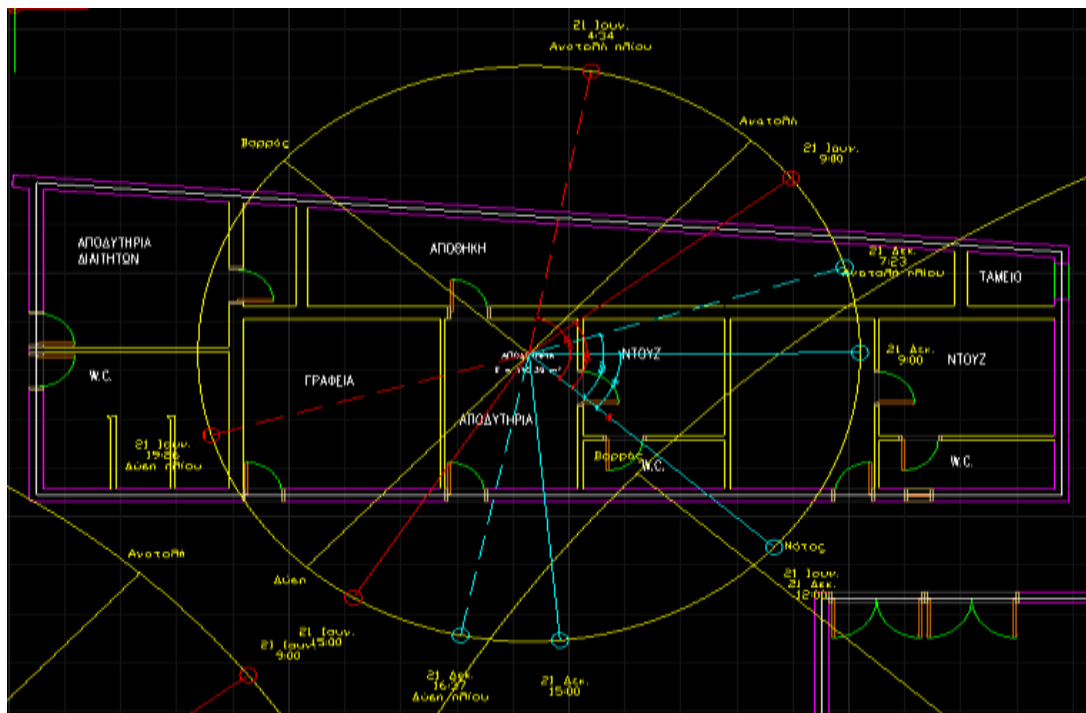 21 Ιουν.
4:34
Ανατολή ηλίου
Βορράς
Ανατολή
21 Ιουν.
9:00
ΑΠΟΔΥΤΗΡΙΑ
ΔΙΑΙΤΗΤΩΝ
ΑΠΟΘΗΚΗ
21 Δεκ.
7:23
Ανατολή ηλίου
ΤΑΜΕΙΟ
W.C.
ΓΡΑΦΕΙΑ
ΝΤΟΥΖ
21 Δεκ.
9:00
ΝΤΟΥΖ
ΑΠΟΔΥΤΗΡΙΑ
21 Ιουν.
19:26
Δύση ηλίου
Βορράς
W.C.
W.C.
Ανατολή
Δύση
Νότος
21 Ιουν.
21 Δεκ.
12:00
21 Ιουν.
15:00
21 Ιουν.
9:00
21 Δεκ.
16:37
Δύση ηλίου
21 Δεκ.
15:00